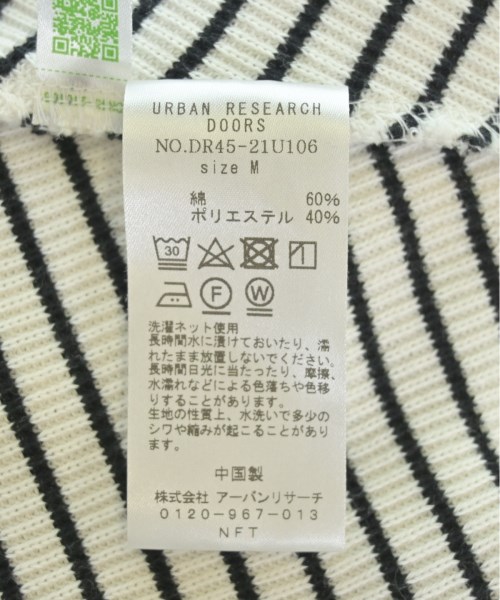 URBAN RESEARCH
DOORS
NO.DR45-21U106
size M
綿 60%
ポリエステル 40%
30
F
W
洗濯ネット使用
長時間水に漬けておいたり、濡
れたまま放置しないでください。
長時間日光に当たったり、摩擦、
水濡れなどによる色落ちや色移
りすることがあります。
生地の性質上、水洗いで多少の
シワや縮みが起こることがあり
ます。
中国製
株式会社 アーバンリサーチ
0120-967-013
NFT